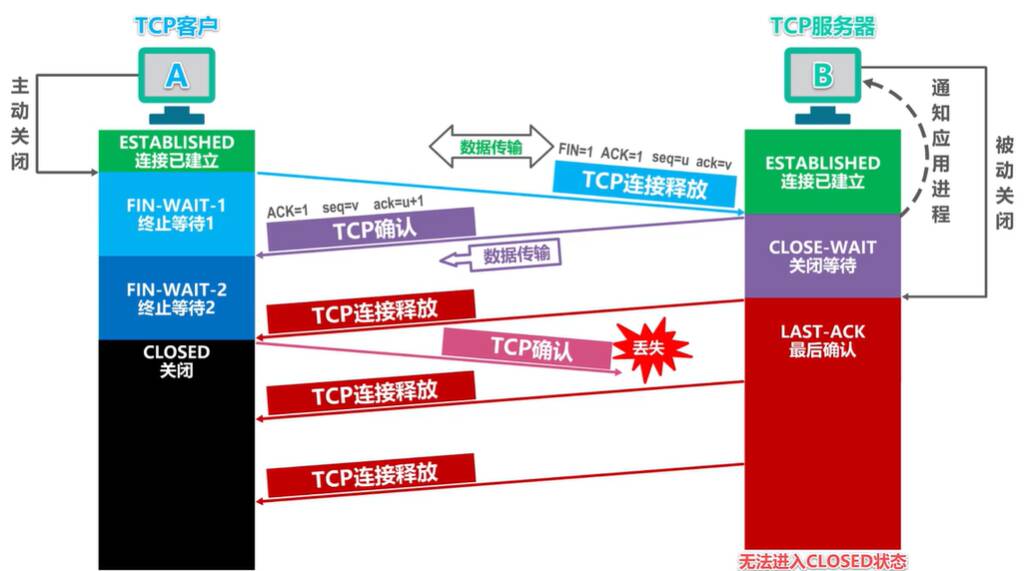 TCP客户
TCP服务器
A
B
主动关闭
通知应用进程
被动关闭
ESTABLISHED
连接已建立
数据传输
FIN=1 ACK=1 seq=u ack=v
TCP连接释放
ESTABLISHED
连接已建立
FIN-WAIT-1
终止等待1
ACK=1 seq=v ack=u+1
TCP确认
数据传输
CLOSE-WAIT
关闭等待
FIN-WAIT-2
终止等待2
TCP连接释放
LAST-ACK
最后确认
CLOSED
关闭
TCP确认
丢失
TCP连接释放
TCP连接释放
无法进入CLOSED状态